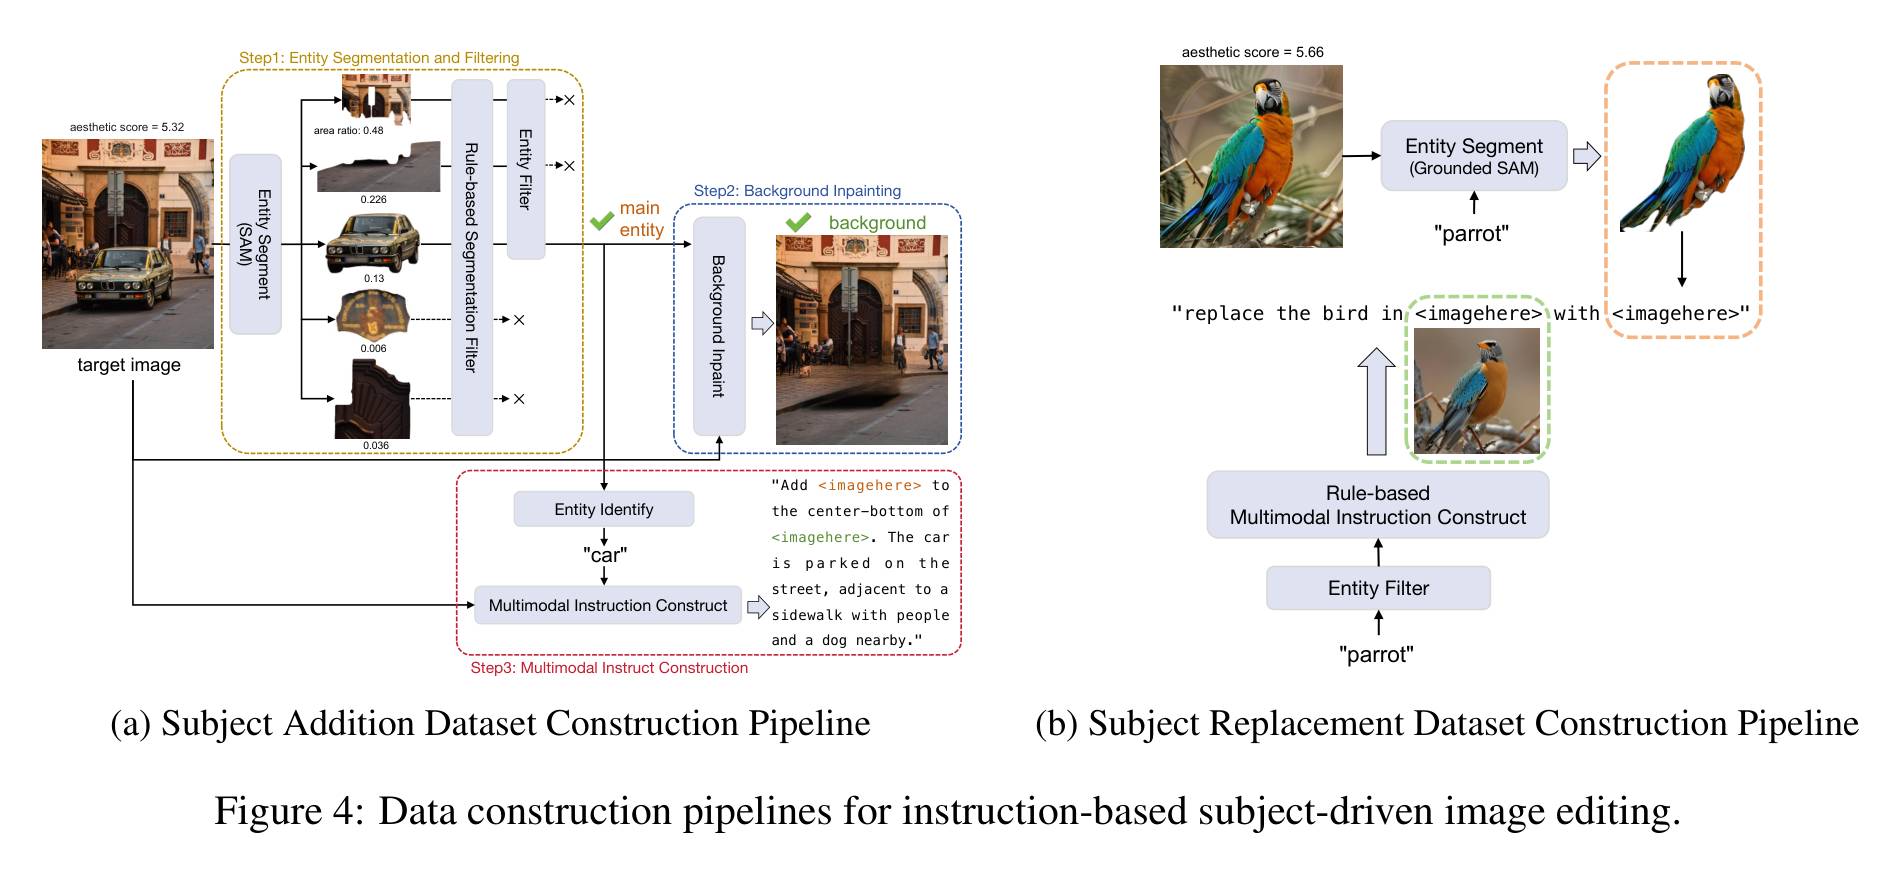 Step1: Entity Segmentation and Filtering
aesthetic score = 5.32
target image
Entity Segment
(SAM)
area ratio: 0.48
0.226
0.13
0.006
0.036
Rule-based Segmentation Filter
Entity Filter
main
entity
Step2: Background Inpainting
Background Inpaint
background
Entity Identify
"car"
Multimodal Instruction Construct
"Add <imagehere> to
the center-bottom of
<imagehere>. The car
is parked on the
street, adjacent to a
sidewalk with people
and a dog nearby."
Step3: Multimodal Instruct Construction
(a) Subject Addition Dataset Construction Pipeline
aesthetic score = 5.66
Entity Segment
(Grounded SAM)
"parrot"
"replace the bird in <imagehere> with <imagehere>"
Rule-based
Multimodal Instruction Construct
Entity Filter
"parrot"
(b) Subject Replacement Dataset Construction Pipeline
Figure 4: Data construction pipelines for instruction-based subject-driven image editing.